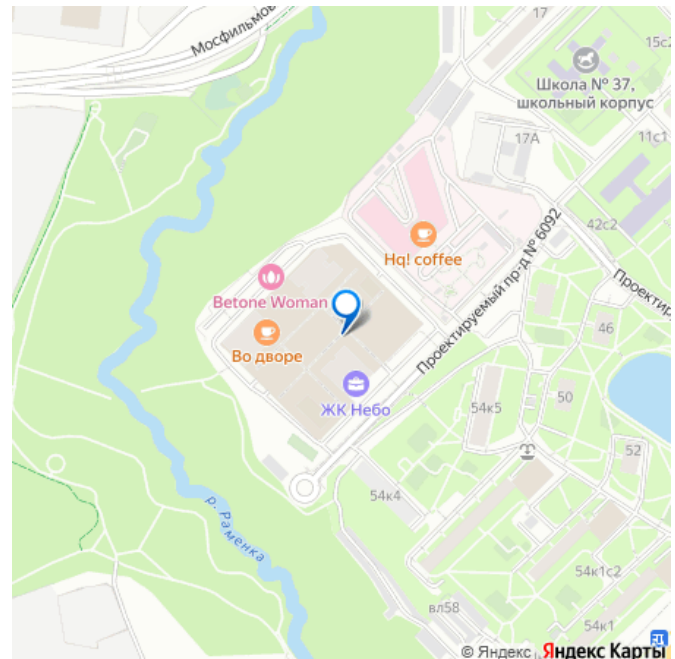 17
15с2
Мосфильмов
Школа № 37,
школьный корпус
17А
11с1
42с2
Hq! coffee
Проектируемый пр-д № 6092
Проектир
Betone Woman
Во дворе
46
ЖК Небо
54к5
50
52
54к4
р. Раменка
54к1с2
вл58
54к1
© Яндекс Яндекс Карты